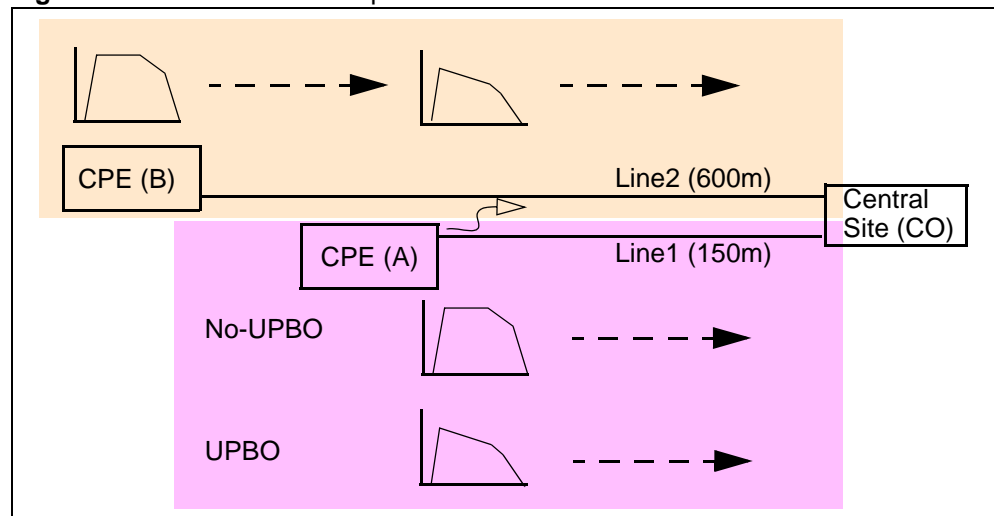 CPE (B)
Line2 (600m)
Central
Site (CO)
CPE (A)
Line1 (150m)
No-UPBO
UPBO